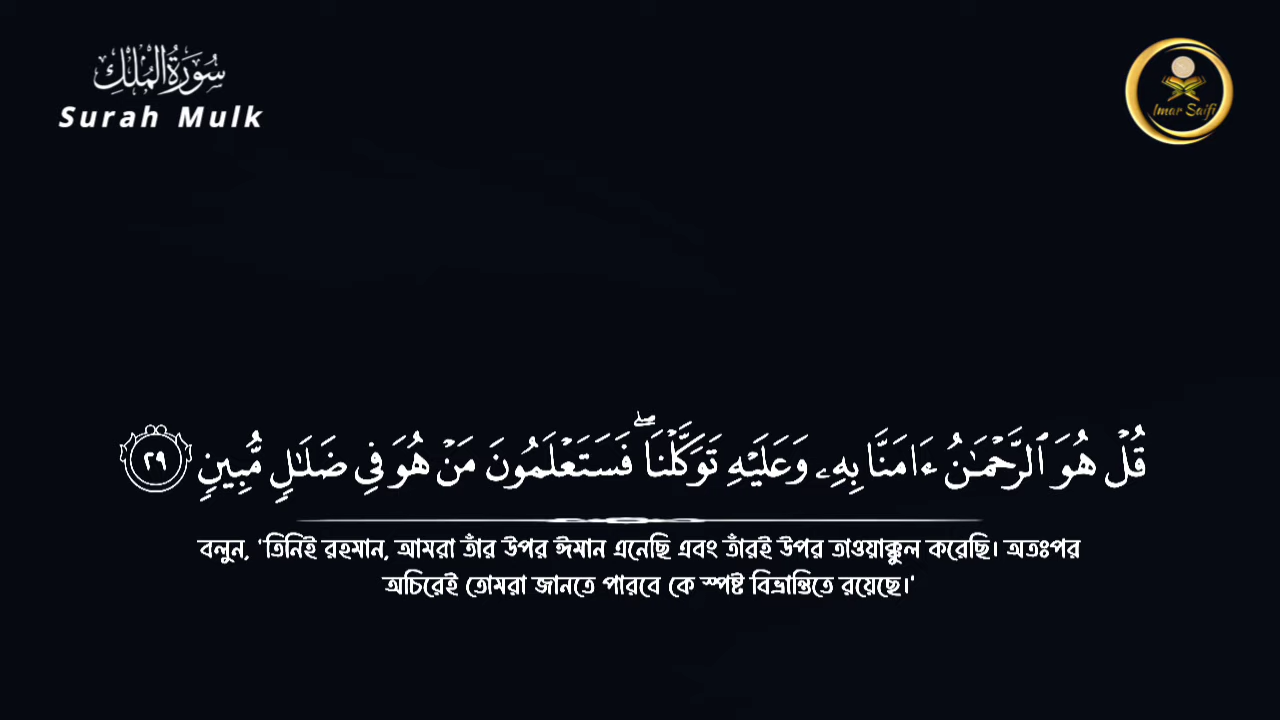 سُورَةُ الْمُلْكِ
Surah Mulk
Imar Saifi
قُلْ هُوَ ٱلرَّحْمَـٰنُ ءَامَنَّا بِهِۦ وَعَلَيْهِ تَوَكَّلْنَا ۖ فَسَتَعْلَمُونَ مَنْ هُوَ فِى ضَلَـٰلٍ مُّبِينٍ ٢٩
বলুন, 'তিনিই রহমান, আমরা তাঁর উপর ঈমান এনেছি এবং তাঁরই উপর তাওয়াক্কুল করেছি। অতঃপর
অচিরেই তোমরা জানতে পারবে কে স্পষ্ট বিভ্রান্তিতে রয়েছে।'